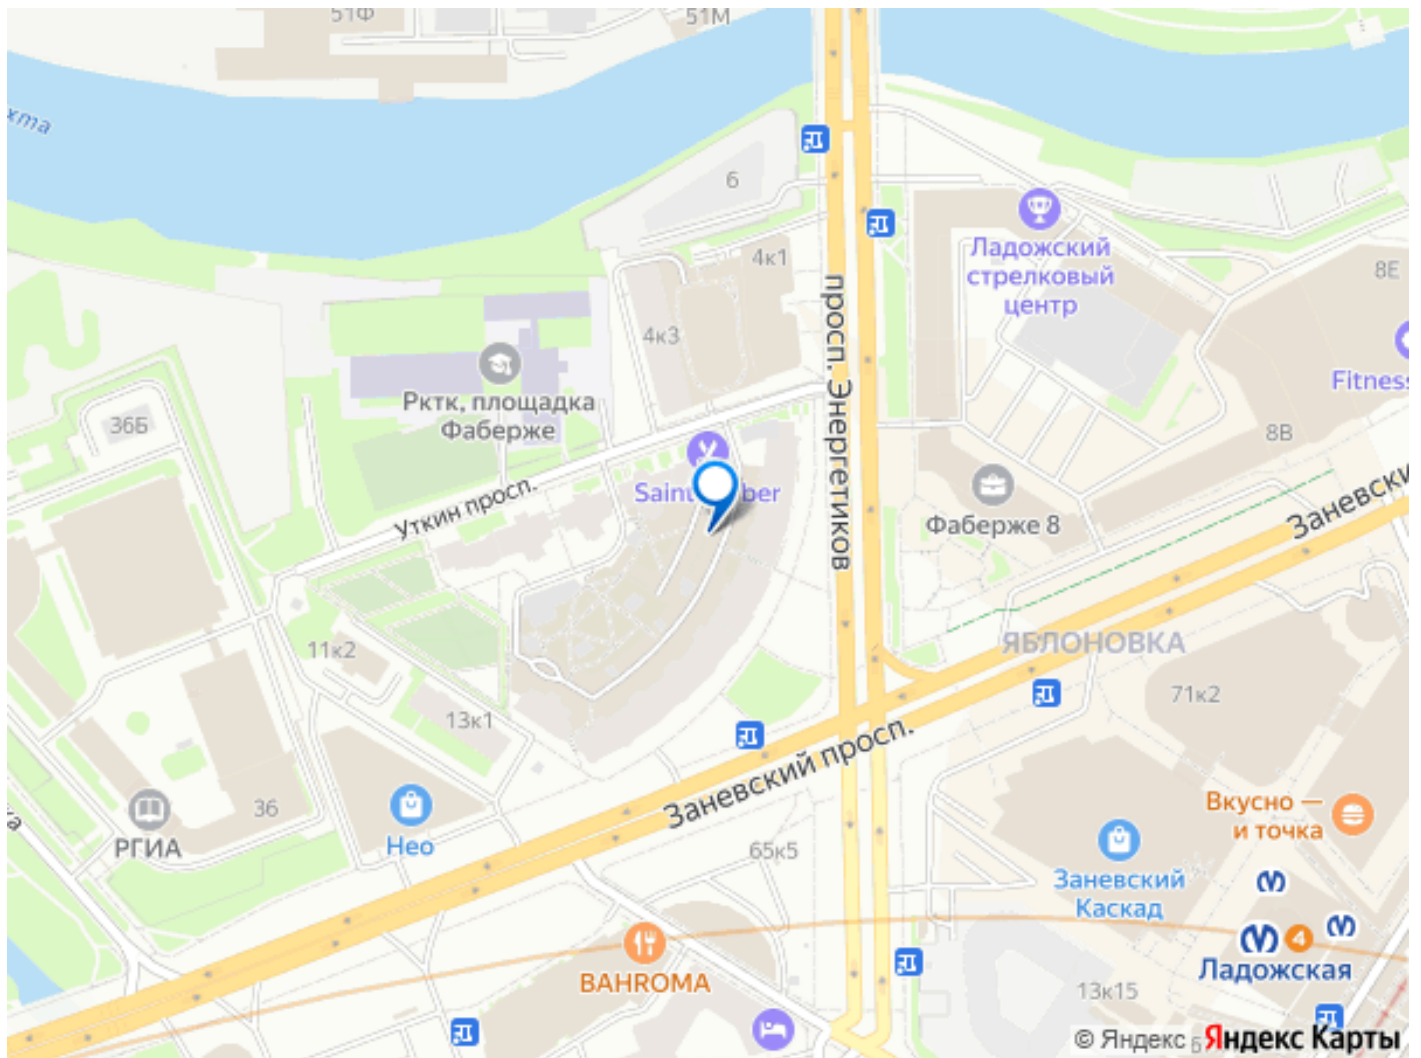 51Ф
51М
хта
6
4к1
Ладожский
стрелковый
центр
8Е
4к3
просп. Энергетиков
Fitness
Рктк, площадка
Фаберже
36Б
8В
Уткин просп.
Фаберже 8
Заневски
11к2
ЯБЛОНОВКА
71к2
13к1
Заневский просп.
36
Нео
РГИА
65к5
Вкусно —
и точка
Заневский
Каскад
4
Ладожская
BAHROMA
13к15
© Яндекс Яндекс Карты